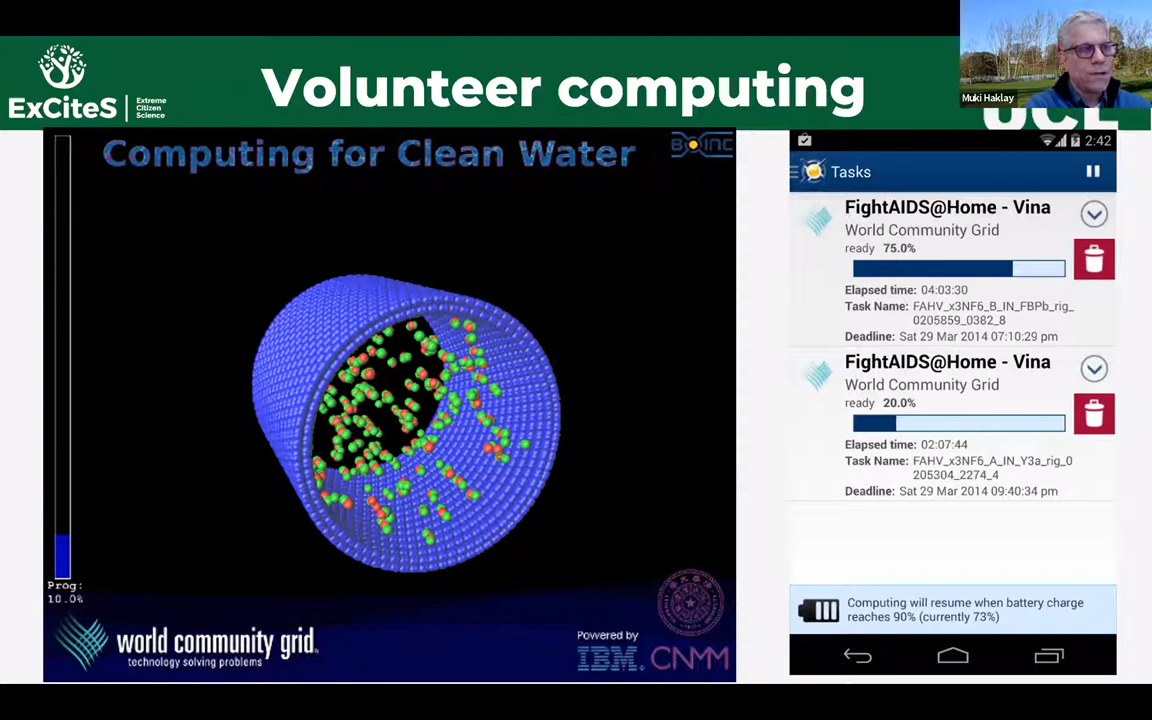 Volunteer computing
ExCiteS
Extreme
Citizen
Science
Muki Haklay
UCL
Computing for Clean Water
BOINC
Prog:
10.0%
world community grid
technology solving problems
Powered by
IBM. CNMM
2:42
Tasks
FightAIDS@Home - Vina
World Community Grid
ready 75.0%
Elapsed time: 04:03:30
Task Name: FAHV_x3NF6_B_IN_FBPb_rig_
0205859_0382_8
Deadline: Sat 29 Mar 2014 07:10:29 pm
FightAIDS@Home - Vina
World Community Grid
ready 20.0%
Elapsed time: 02:07:44
Task Name: FAHV_x3NF6_A_IN_Y3a_rig_0
205304_2274_4
Deadline: Sat 29 Mar 2014 09:40:34 pm
Computing will resume when battery charge
reaches 90% (currently 73%)